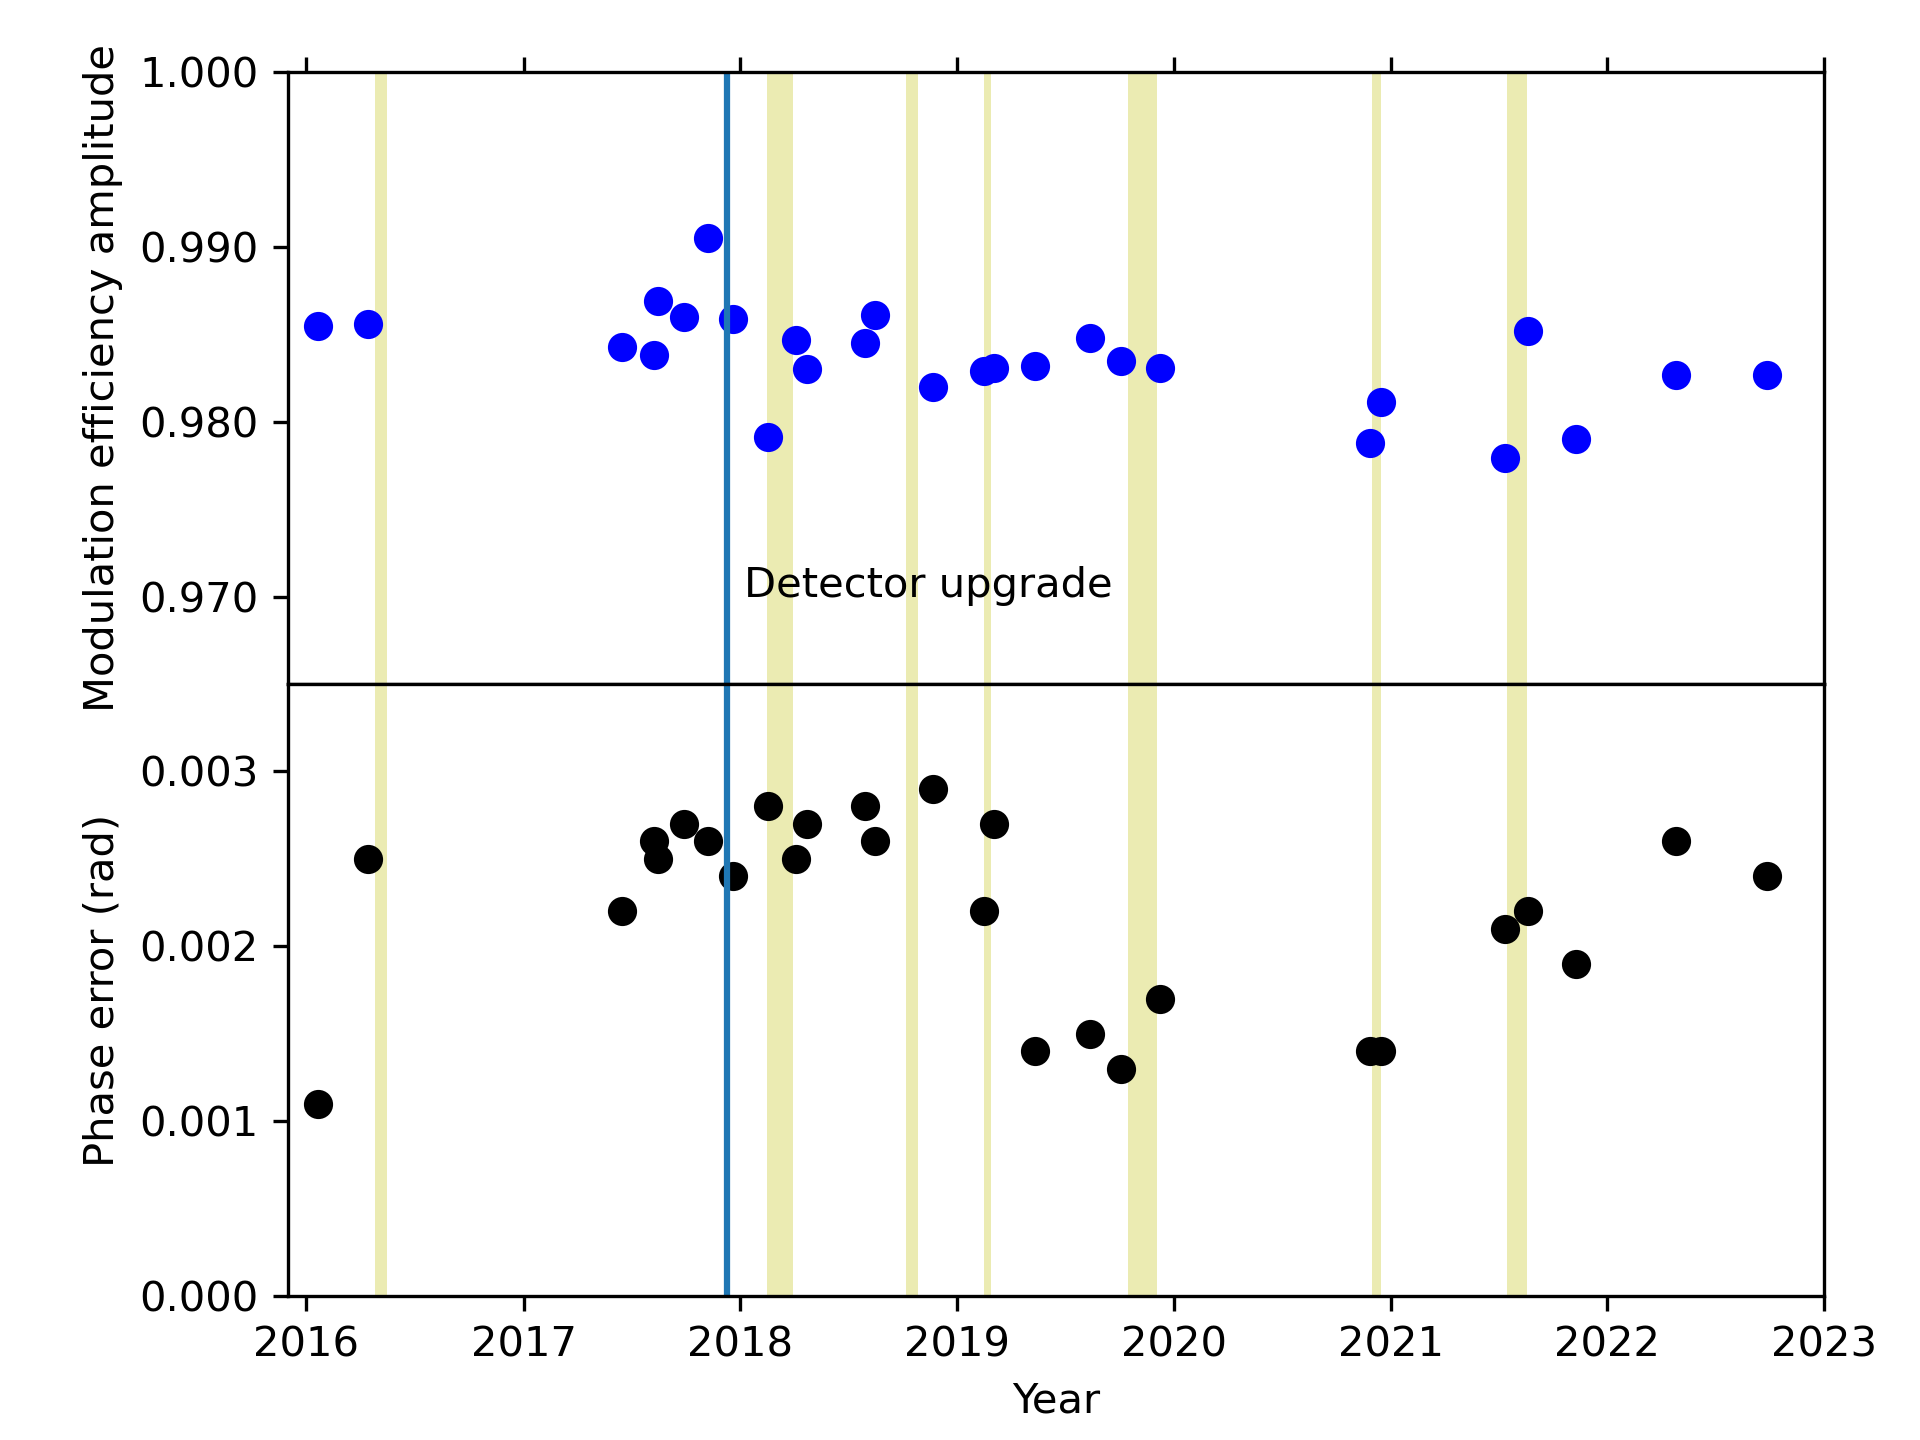 Modulation efficiency amplitude
1.000
0.990
0.980
0.970
Detector upgrade
Phase error (rad)
0.003
0.002
0.001
0.000
2016 2017 2018 2019 2020 2021 2022 2023
Year